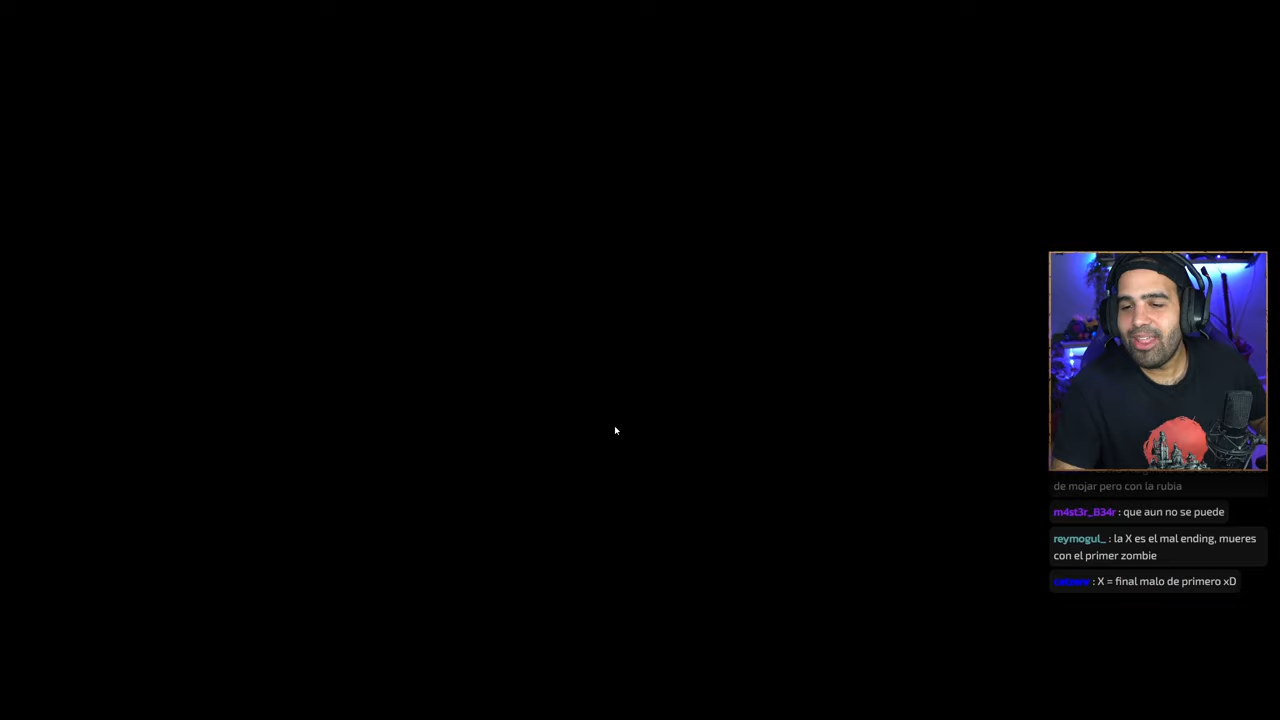 de mojar pero con la rubia
m4st3r_B34r : que aun no se puede
reymogul_ : la X es el mal ending, mueres
con el primer zombie
: X = final malo de primero xD